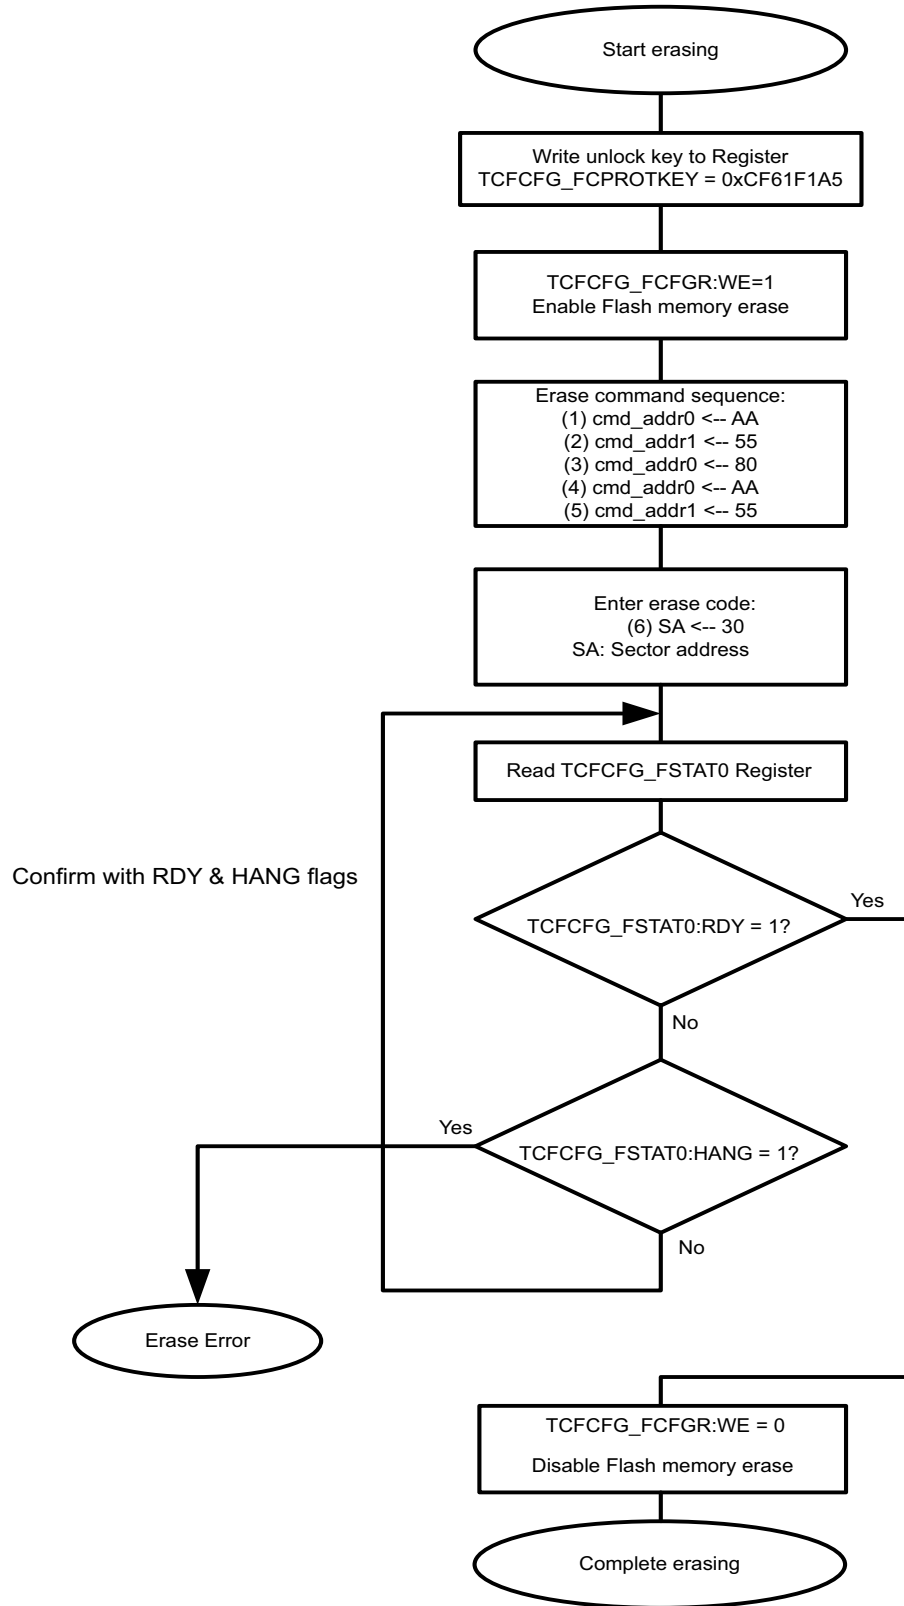 Start erasing
Write unlock key to Register
TCFCFG_FCPROTKEY = 0xCF61F1A5
TCFCFG_FCFGR:WE=1
Enable Flash memory erase
Erase command sequence:
(1) cmd_addr0 <-- AA
(2) cmd_addr1 <-- 55
(3) cmd_addr0 <-- 80
(4) cmd_addr0 <-- AA
(5) cmd_addr1 <-- 55
Enter erase code:
(6) SA <-- 30
SA: Sector address
Read TCFCFG_FSTAT0 Register
Confirm with RDY & HANG flags
Yes
TCFCFG_FSTAT0:RDY = 1?
No
Yes
TCFCFG_FSTAT0:HANG = 1?
No
Erase Error
TCFCFG_FCFGR:WE = 0
Disable Flash memory erase
Complete erasing